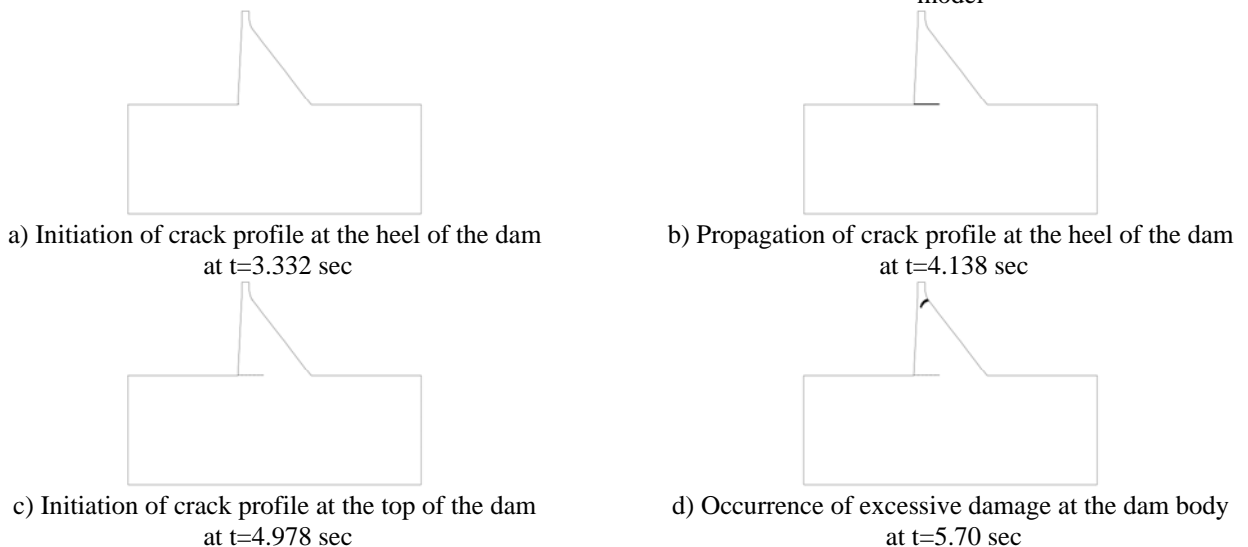 model
a) Initiation of crack profile at the heel of the dam
at t=3.332 sec
b) Propagation of crack profile at the heel of the dam
at t=4.138 sec
c) Initiation of crack profile at the top of the dam
at t=4.978 sec
d) Occurrence of excessive damage at the dam body
at t=5.70 sec